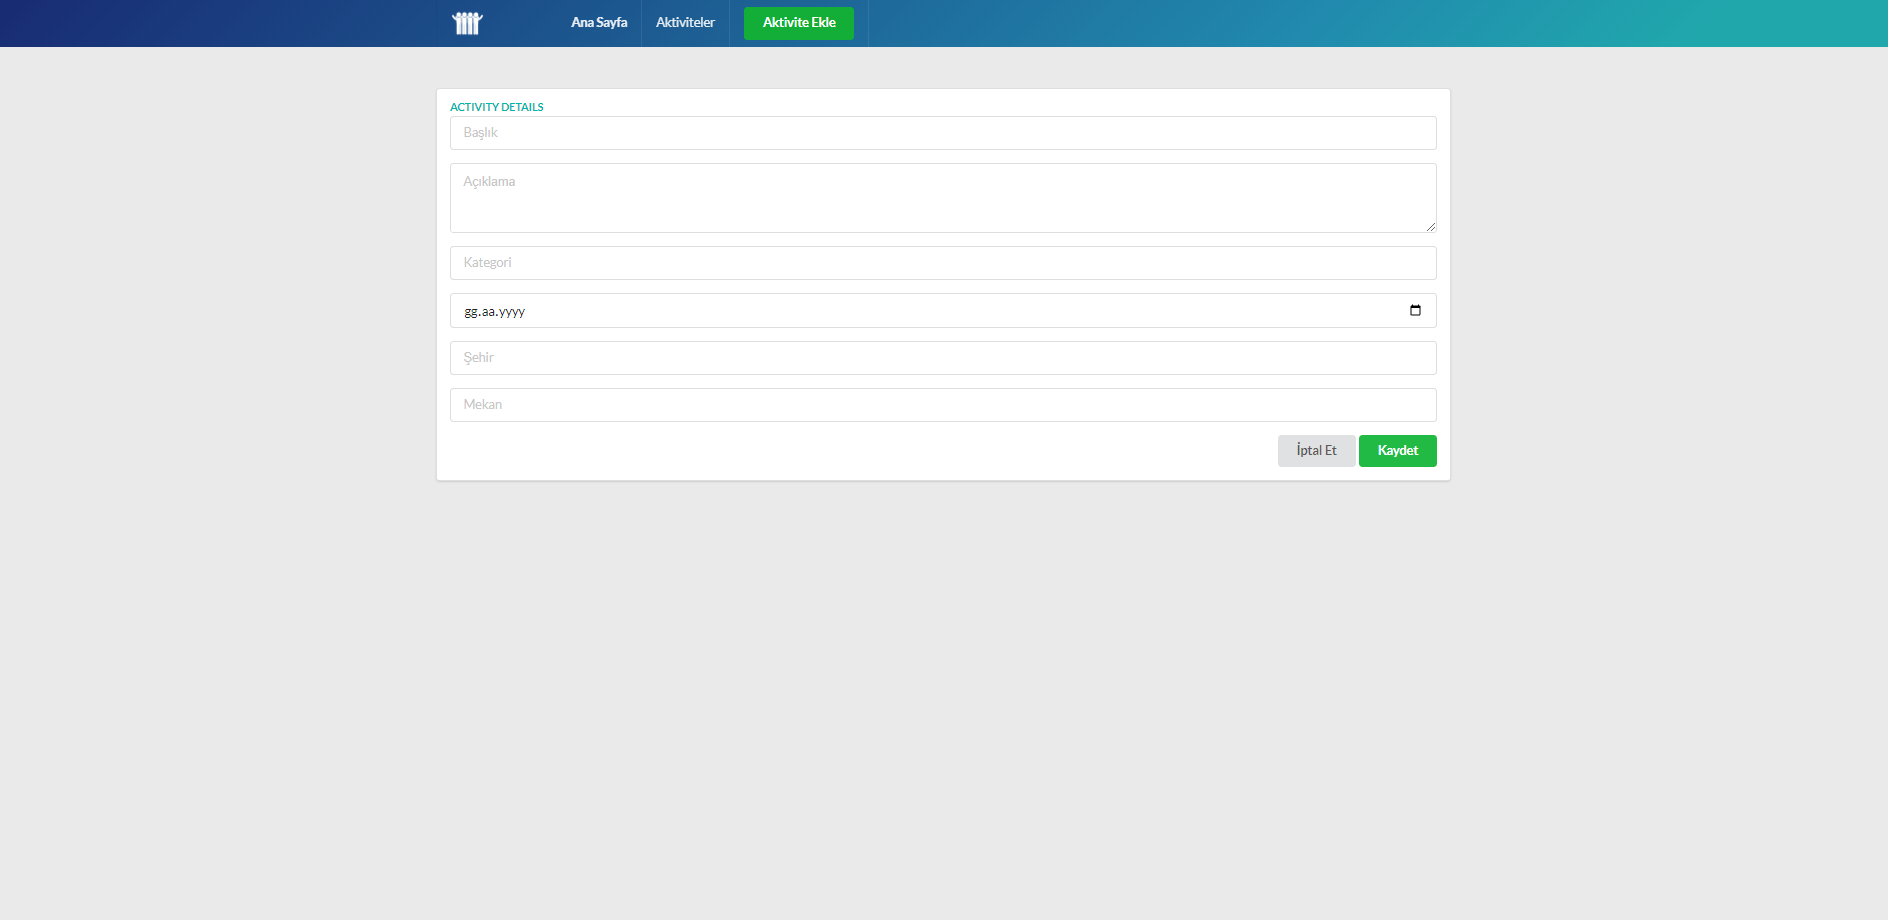 Ana Sayfa
Aktiviteler
Aktivite Ekle
ACTIVITY DETAILS
Başlık
Açıklama
Kategori
gg.aa.yyyy
Şehir
Mekan
İptal Et
Kaydet